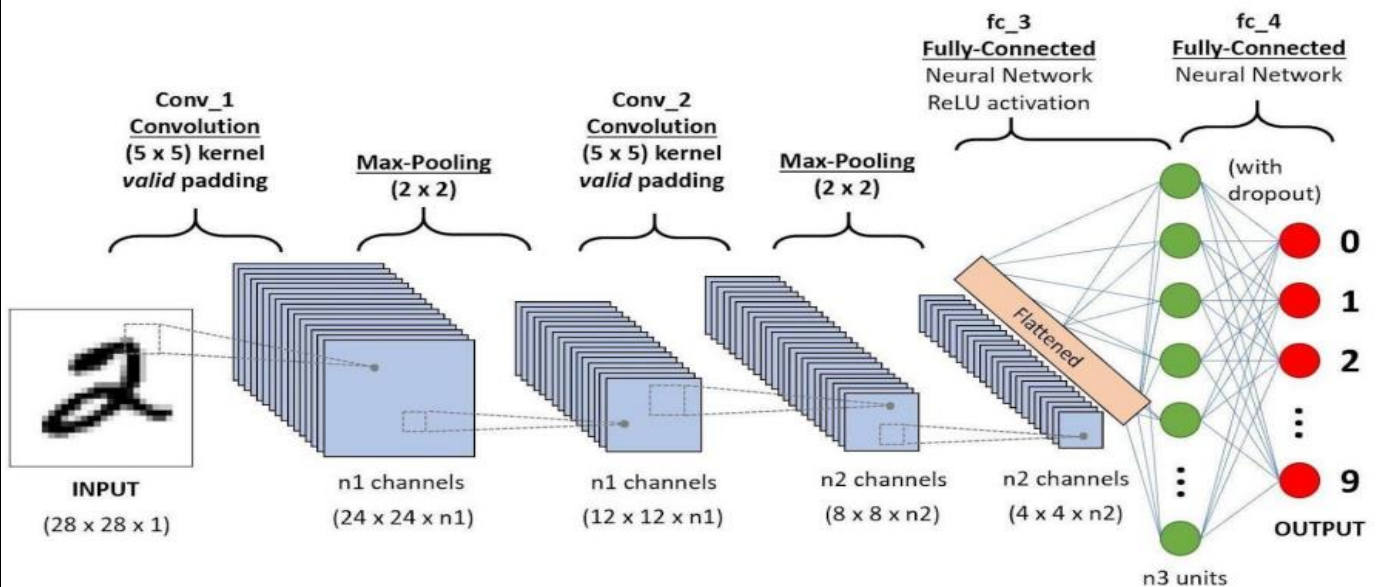 Conv_1
Convolution
(5 x 5) kernel
valid padding
Max-Pooling
(2 x 2)
Conv_2
Convolution
(5 x 5) kernel
valid padding
Max-Pooling
(2 x 2)
fc_3
Fully-Connected
Neural Network
ReLU activation
fc_4
Fully-Connected
Neural Network
(with
dropout)
Flattened
0
1
2
⋮
9
OUTPUT
2
INPUT
(28 x 28 x 1)
n1 channels
(24 x 24 x n1)
n1 channels
(12 x 12 x n1)
n2 channels
(8 x 8 x n2)
n2 channels
(4 x 4 x n2)
⋮
n3 units